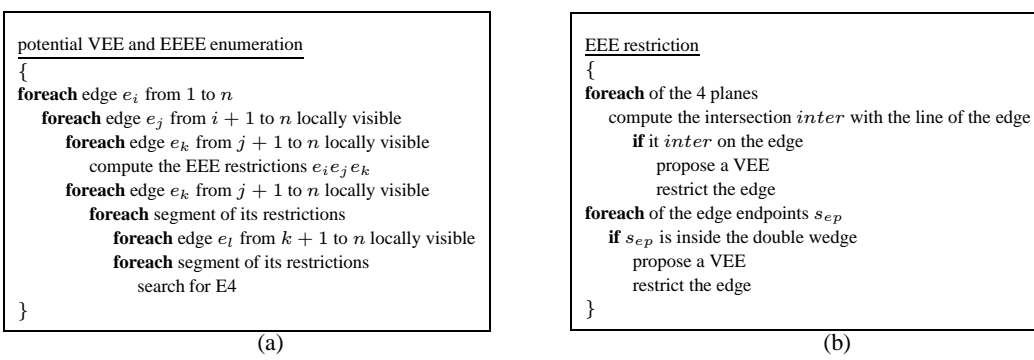 potential VEE and EEEE enumeration
{
foreach edge e_i from 1 to n
foreach edge e_j from i + 1 to n locally visible
foreach edge e_k from j + 1 to n locally visible
compute the EEE restrictions e_i e_j e_k
foreach edge e_k from j + 1 to n locally visible
foreach segment of its restrictions
foreach edge e_l from k + 1 to n locally visible
foreach segment of its restrictions
search for E4
}
(a)
EEE restriction
{
foreach of the 4 planes
compute the intersection inter with the line of the edge
if it inter on the edge
propose a VEE
restrict the edge
foreach of the edge endpoints s_ep
if s_ep is inside the double wedge
propose a VEE
restrict the edge
}
(b)